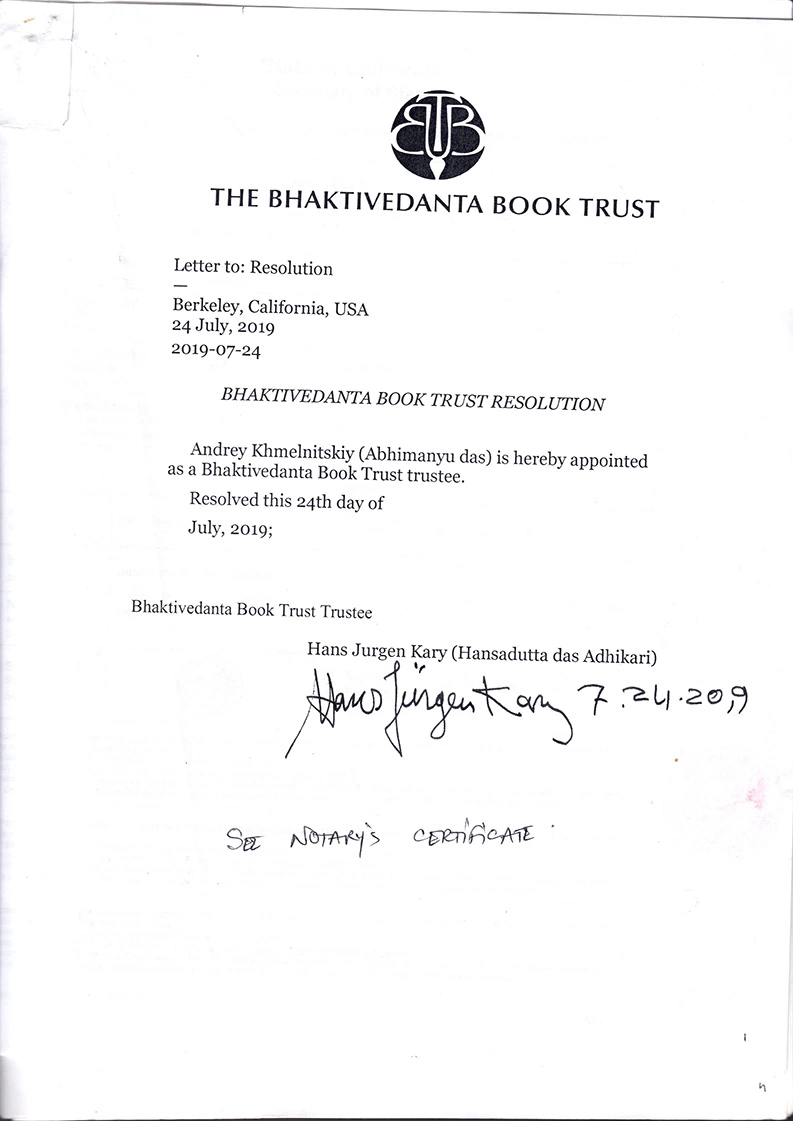 BTB
THE BHAKTIVEDANTA BOOK TRUST
Letter to: Resolution
—
Berkeley, California, USA
24 July, 2019
2019-07-24
BHAKTIVEDANTA BOOK TRUST RESOLUTION
Andrey Khmelnitskiy (Abhimanyu das) is hereby appointed
as a Bhaktivedanta Book Trust trustee.
Resolved this 24th day of
July, 2019;
Bhaktivedanta Book Trust Trustee
Hans Jurgen Kary (Hansadutta das Adhikari)
Hans Jürgen Kary 7.24.2019
SEE NOTARY'S CERTIFICATE